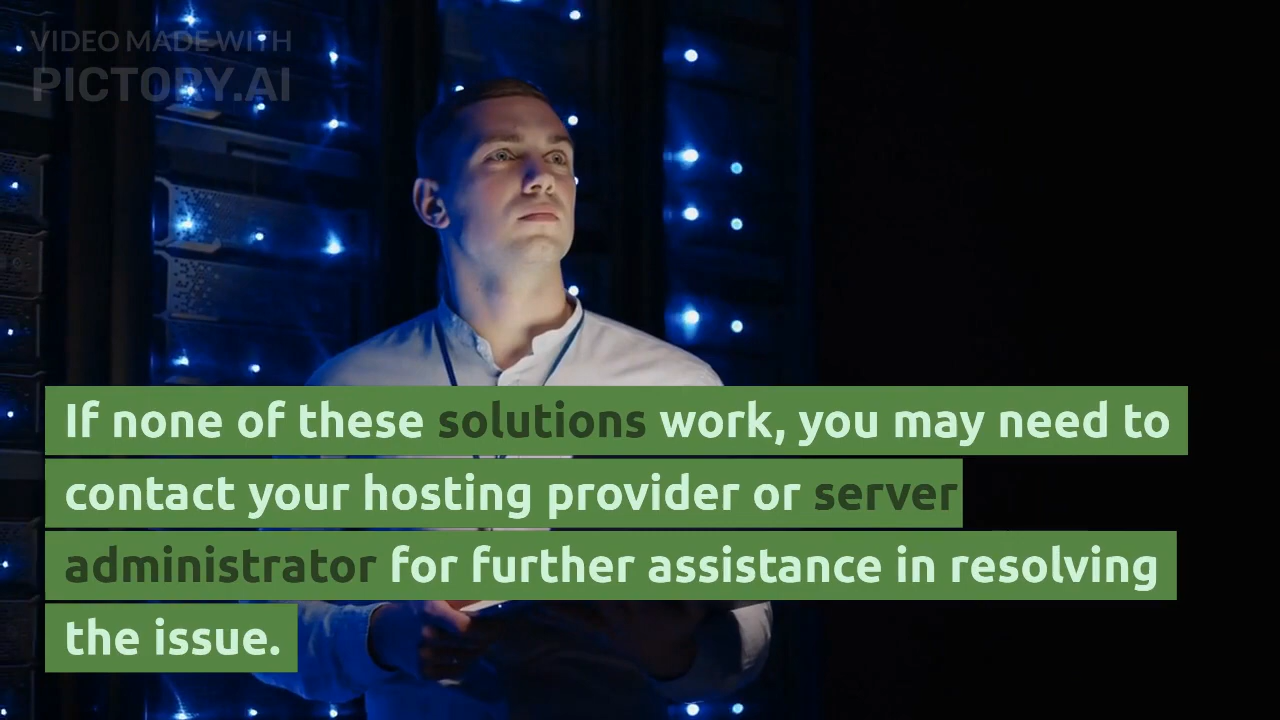 VIDEO MADE WITH
PICTORY.AI
If none of these solutions work, you may need to
contact your hosting provider or server
administrator for further assistance in resolving
the issue.